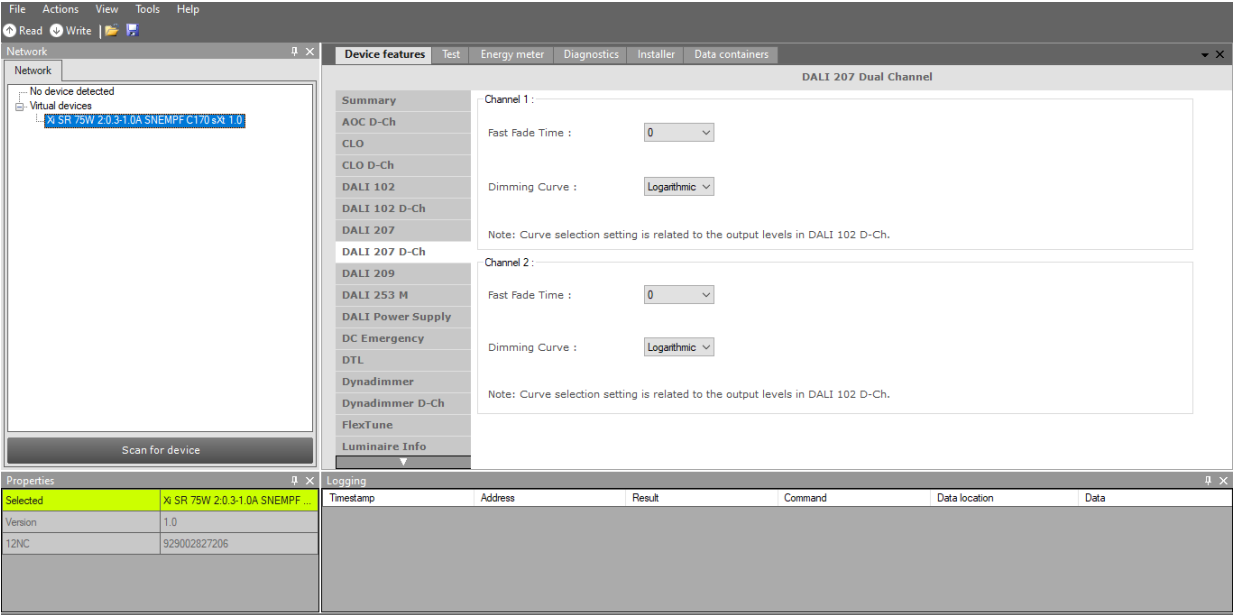 File Actions View Tools Help
Read Write
Network
Network
No device detected
Virtual devices
Xi SR 75W 2:0.3-1.0A SNEMPF C170 sXt 1.0
Scan for device
Device features Test Energy meter Diagnostics Installer Data containers
DALI 207 Dual Channel
Summary
AOC D-Ch
CLO
CLO D-Ch
DALI 102
DALI 102 D-Ch
DALI 207
DALI 207 D-Ch
DALI 209
DALI 253 M
DALI Power Supply
DC Emergency
DTL
Dynadimmer
Dynadimmer D-Ch
FlexTune
Luminaire Info
Channel 1 :
Fast Fade Time : 0
Dimming Curve : Logarithmic
Note: Curve selection setting is related to the output levels in DALI 102 D-Ch.
Channel 2 :
Fast Fade Time : 0
Dimming Curve : Logarithmic
Note: Curve selection setting is related to the output levels in DALI 102 D-Ch.
Properties
Selected Xi SR 75W 2:0.3-1.0A SNEMPF ...
Version 1.0
12NC 929002827206
Logging
Timestamp Address Result Command Data location Data